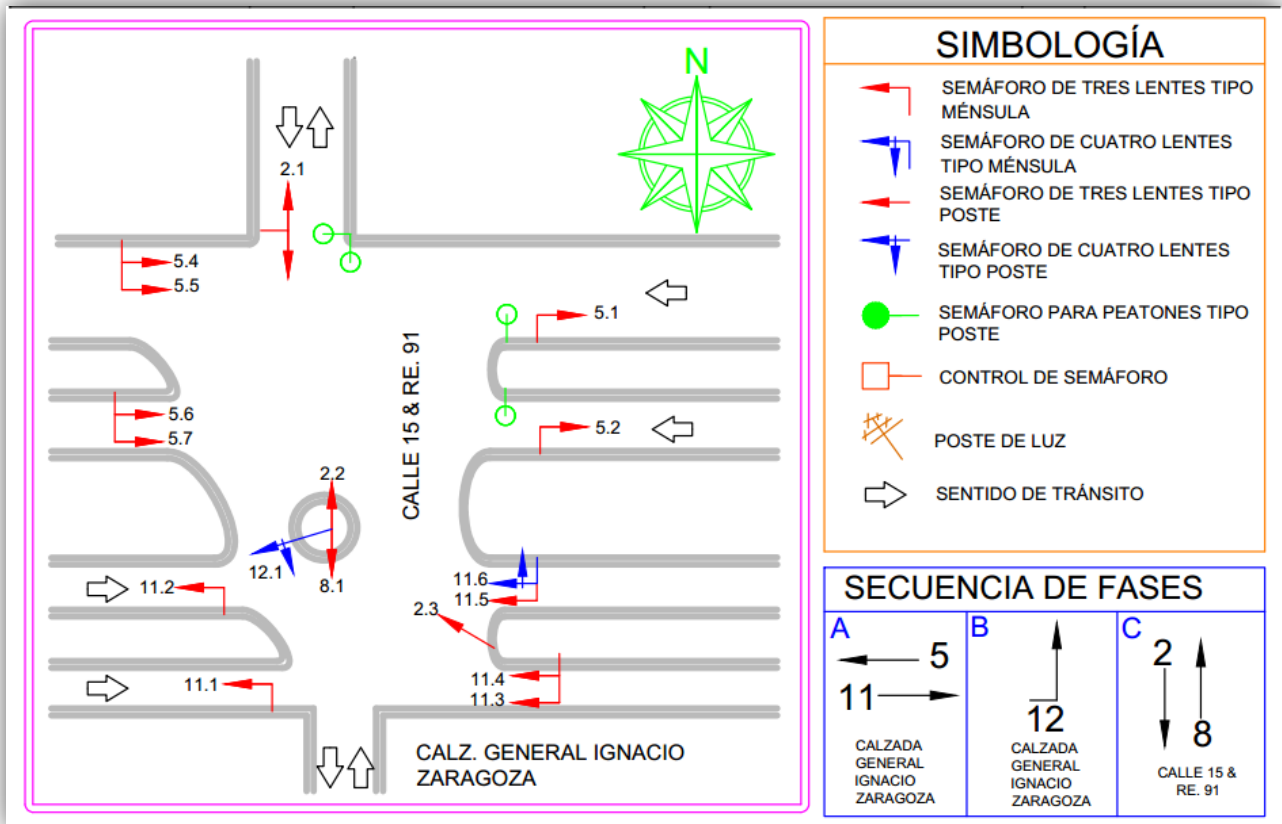 N
2.1
5.4
5.5
5.1
5.6
5.7
5.2
CALLE 15 & RE. 91
2.2
12.1
8.1
11.2
11.6
11.5
2.3
11.4
11.3
11.1
CALZ. GENERAL IGNACIO
ZARAGOZA
SIMBOLOGÍA
SEMÁFORO DE TRES LENTES TIPO
MÉNSULA
SEMÁFORO DE CUATRO LENTES
TIPO MÉNSULA
SEMÁFORO DE TRES LENTES TIPO
POSTE
SEMÁFORO DE CUATRO LENTES
TIPO POSTE
SEMÁFORO PARA PEATONES TIPO
POSTE
CONTROL DE SEMÁFORO
POSTE DE LUZ
SENTIDO DE TRÁNSITO
SECUENCIA DE FASES
A
5
11
CALZADA
GENERAL
IGNACIO
ZARAGOZA
B
12
CALZADA
GENERAL
IGNACIO
ZARAGOZA
C
2
8
CALLE 15 &
RE. 91